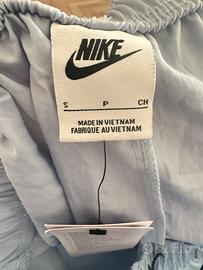 NIKE
S P CH
MADE IN VIETNAM
FABRIQUÉ AU VIETNAM